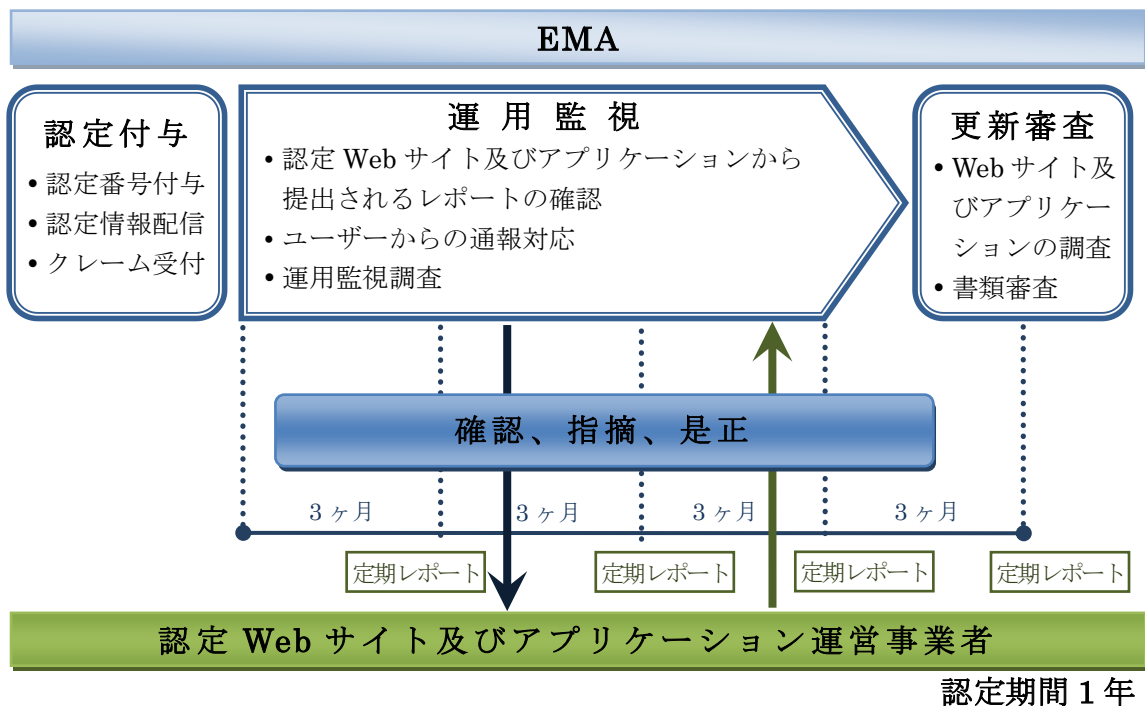 EMA
認定付与
• 認定番号付与
• 認定情報配信
• クレーム受付
運用監視
• 認定 Web サイト及びアプリケーションから
提出されるレポートの確認
• ユーザーからの通報対応
• 運用監視調査
更新審査
• Web サイト及
びアプリケー
ションの調査
• 書類審査
確認、指摘、是正
3ヶ月
3ヶ月
3ヶ月
3ヶ月
定期レポート
定期レポート
定期レポート
定期レポート
認定 Web サイト及びアプリケーション運営事業者
認定期間 1 年